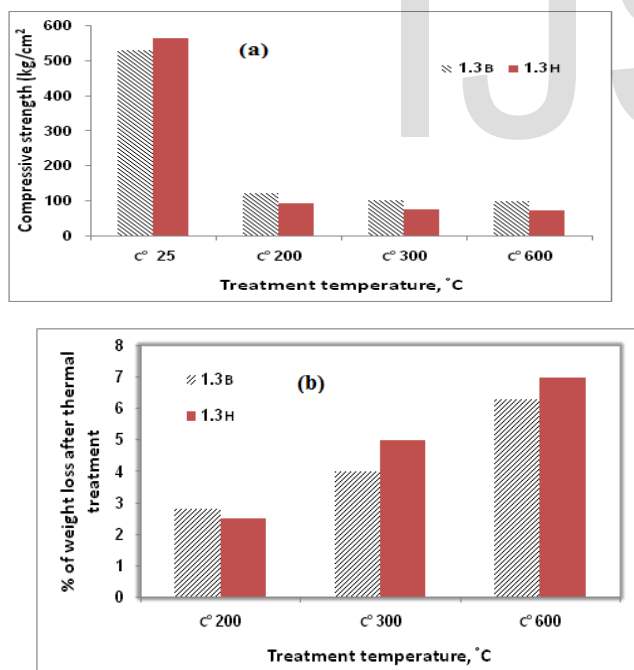 IJS
600
(a)
1.3B 1.3H
500
400
300
200
100
0
Compressive strength (kg/cm²
c° 25 c° 200 c° 300 c° 600
Treatment temperature, ˚C
8
7
1.3B
(b)
6
1.3H
5
4
3
2
1
0
% of weight loss after thermal
treatment
c° 200 c° 300 c° 600
Treatment temperature, ˚C